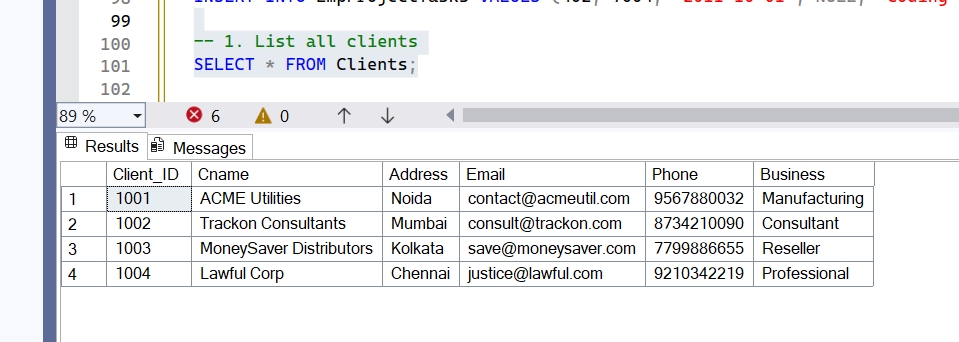 INSERT INTO EmpProjectTasks VALUES (402, 7004, '2011-10-01', NULL, 'Coding
99
100 -- 1. List all clients
101 SELECT * FROM Clients;
102
89 % 6 0
Results Messages
Client_ID Cname Address Email Phone Business
1 1001 ACME Utilities Noida contact@acmeutil.com 9567880032 Manufacturing
2 1002 Trackon Consultants Mumbai consult@trackon.com 8734210090 Consultant
3 1003 MoneySaver Distributors Kolkata save@moneysaver.com 7799886655 Reseller
4 1004 Lawful Corp Chennai justice@lawful.com 9210342219 Professional